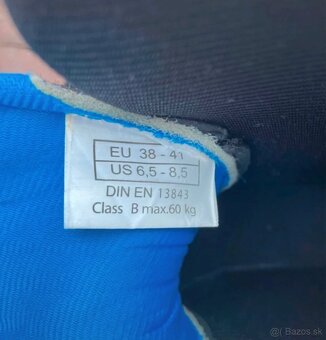 EU 38 - 41
US 6,5 - 8,5
DIN EN 13843
Class B max.60 kg
@( Bazos.sk